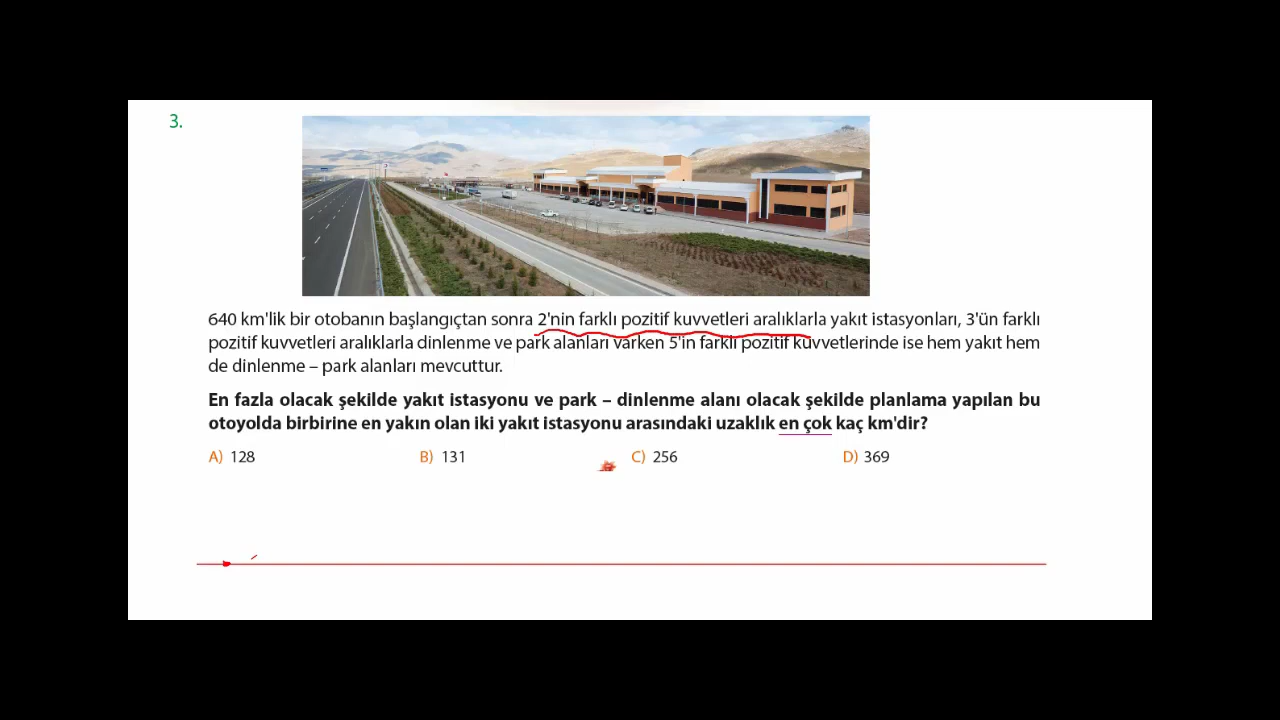 3.
640 km'lik bir otobanın başlangıçtan sonra 2'nin farklı pozitif kuvvetleri aralıklarla yakıt istasyonları, 3'ün farklı
pozitif kuvvetleri aralıklarla dinlenme ve park alanları varken 5'in farklı pozitif kuvvetlerinde ise hem yakıt hem
de dinlenme – park alanları mevcuttur.
En fazla olacak şekilde yakıt istasyonu ve park – dinlenme alanı olacak şekilde planlama yapılan bu
otoyolda birbirine en yakın olan iki yakıt istasyonu arasındaki uzaklık en çok kaç km'dir?
A) 128 B) 131 C) 256 D) 369